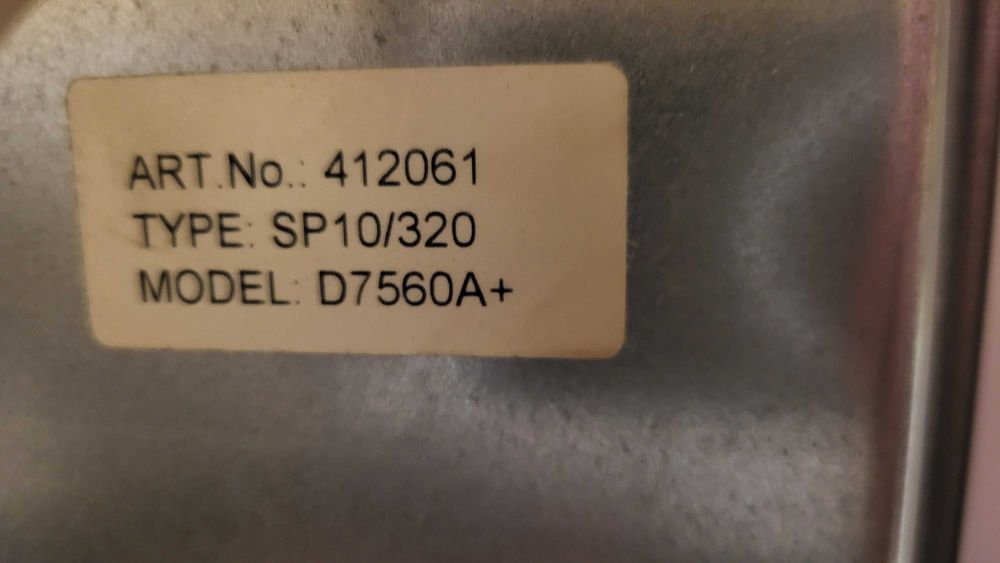 ART.No.: 412061
TYPE: SP10/320
MODEL: D7560A+